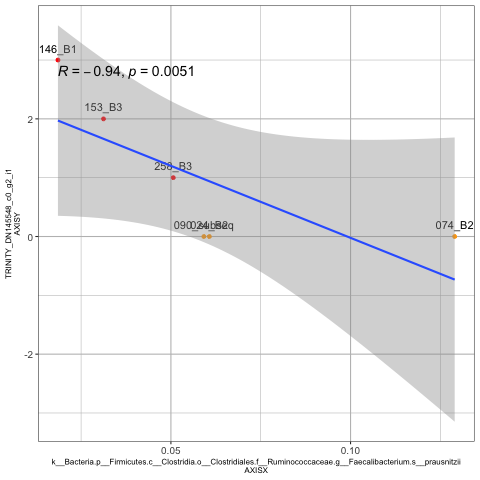 146_B1
R = −0.94, p = 0.0051
153_B3
2
258_B3
074_B2
0
-2
TRINITY_DN145548_c0_g2_i1
AXISY
0.05
0.10
k__Bacteria.p__Firmicutes.c__Clostridia.o__Clostridiales.f__Ruminococcaceae.g__Faecalibacterium.s__prausnitzii
AXISX